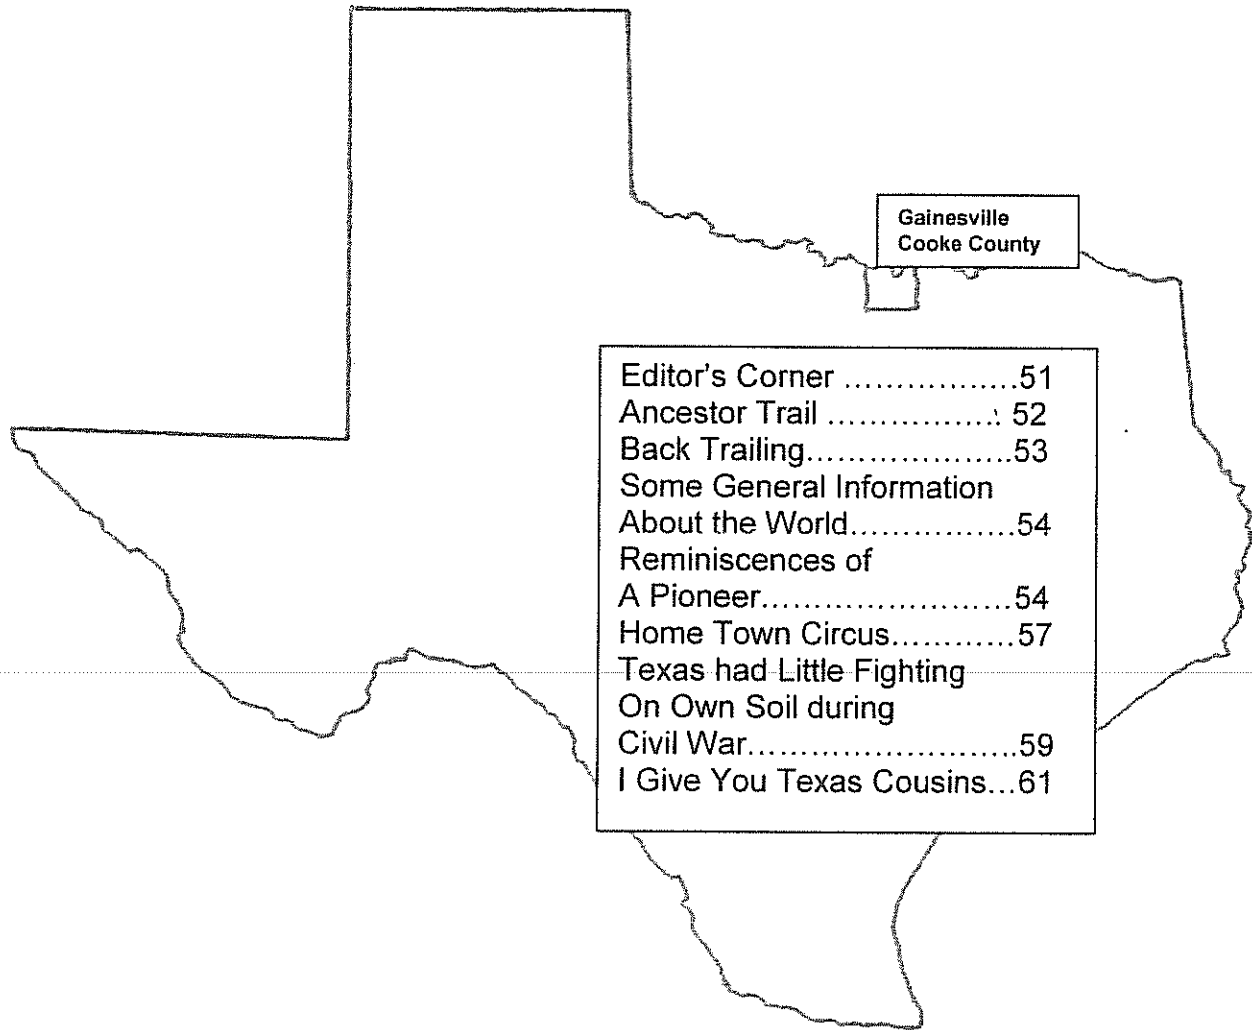 Gainesville
Cooke County
Editor's Corner .................51
Ancestor Trail ................. 52
Back Trailing....................53
Some General Information
About the World................54
Reminiscences of
A Pioneer........................54
Home Town Circus............57
Texas had Little Fighting
On Own Soil during
Civil War..........................59
I Give You Texas Cousins...61